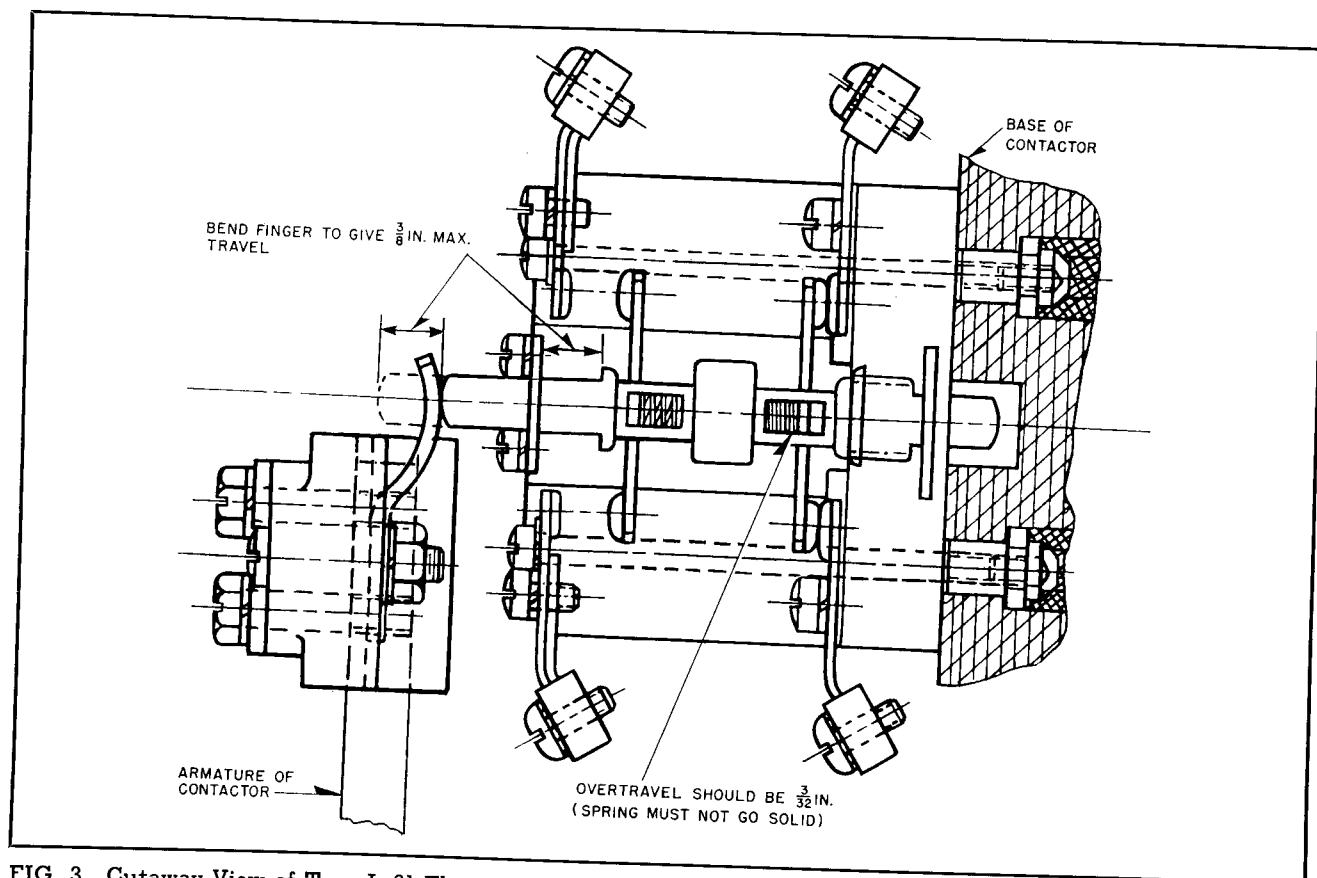 BASE OF
CONTACTOR
BEND FINGER TO GIVE 3/8 IN. MAX.
TRAVEL
ARMATURE OF
CONTACTOR
OVERTRAVEL SHOULD BE 3/32 IN.
(SPRING MUST NOT GO SOLID)
FIG. 3 Cutaway View of